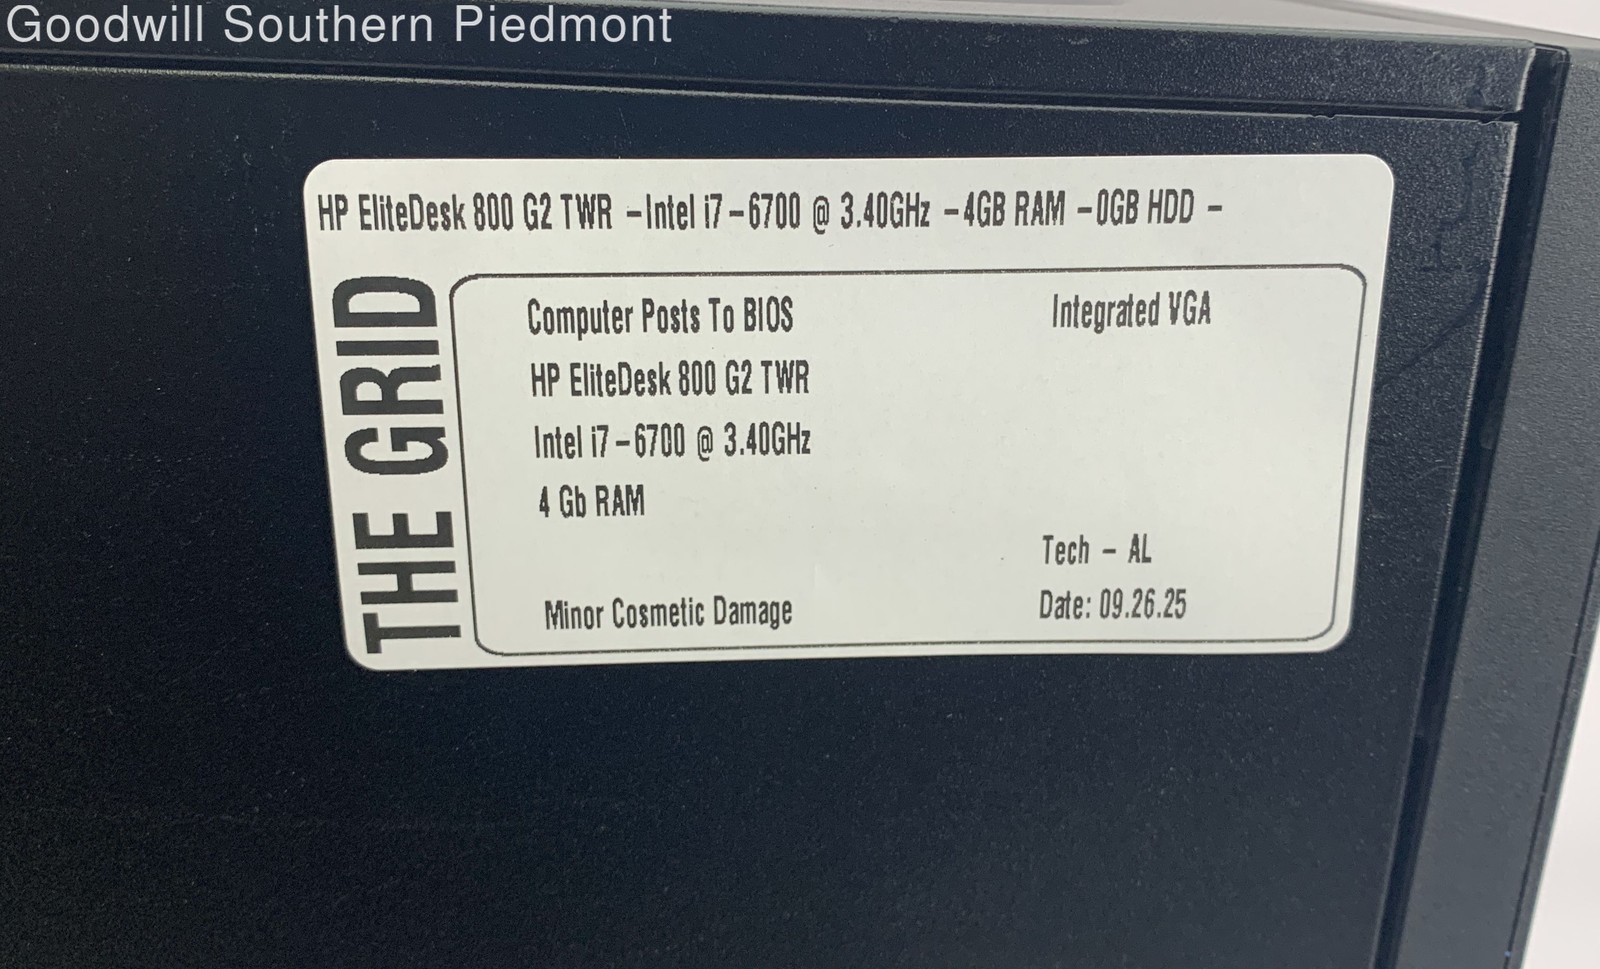 Goodwill Southern Piedmont
HP EliteDesk 800 G2 TWR -Intel i7-6700 @ 3.40GHz -4GB RAM -0GB HDD -
THE GRID
Computer Posts To BIOS
Integrated VGA
HP EliteDesk 800 G2 TWR
Intel i7-6700 @ 3.40GHz
4 Gb RAM
Tech - AL
Minor Cosmetic Damage
Date: 09.26.25